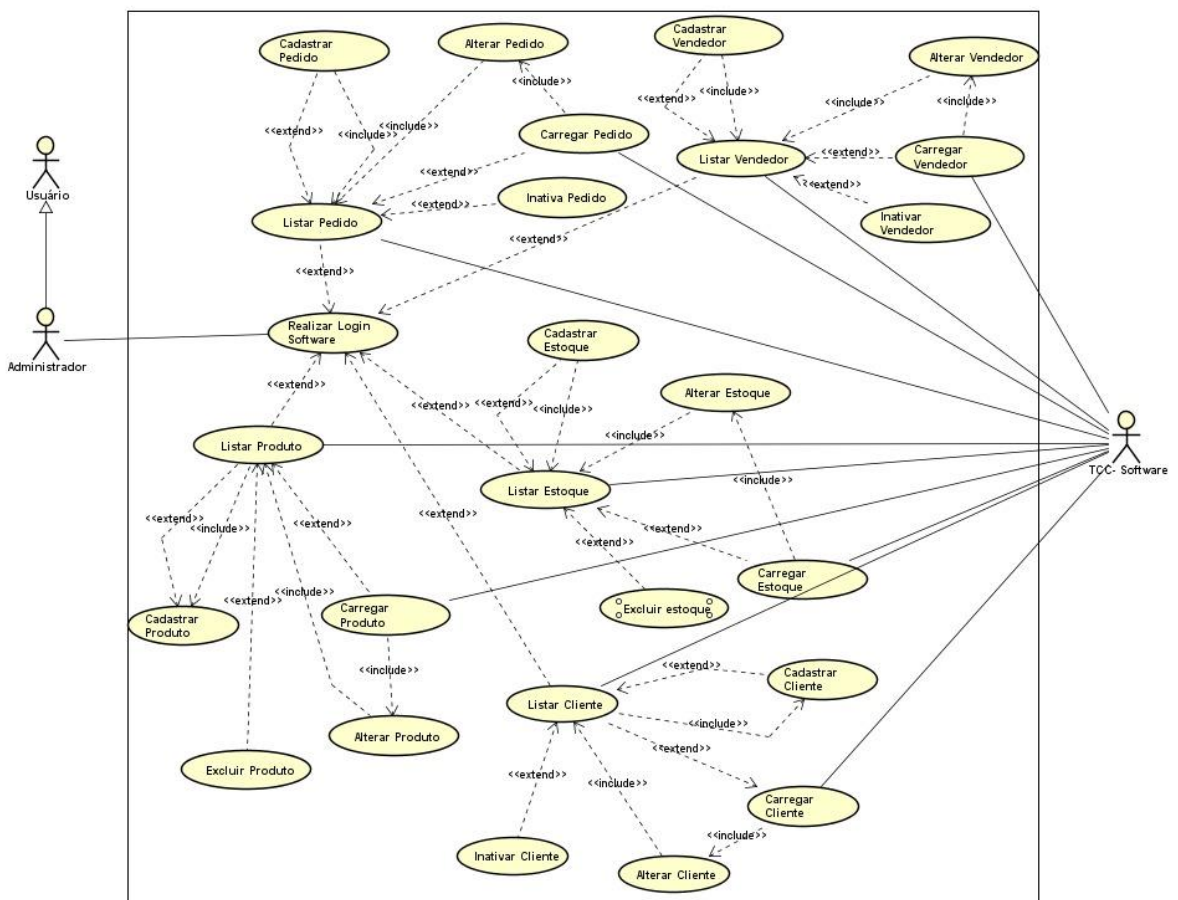 Cadastrar
Pedido
Alterar Pedido
Cadastrar
Vendedor
Alterar Vendedor
<<include>>
<<extend>>
<<include>>
<<include>>
<<extend>>
<<include>>
<<include>>
<<include>>
Carregar Pedido
Listar Vendedor
<<extend>>
Carregar
Vendedor
<<extend>>
<<extend>>
Inativa Pedido
<<extend>>
Inativar
Vendedor
Usuário
Listar Pedido
<<extend>>
<<extend>>
Realizar Login
Software
Cadastrar
Estoque
Administrador
<<extend>>
Alterar Estoque
<<extend>>
<<extend>>
<<include>>
<<include>>
Listar Produto
TCC- Software
<<include>>
Listar Estoque
<<extend>>
<<include>>
<<extend>>
<<extend>>
<<extend>>
<<extend>>
Carregar
Estoque
<<extend>>
<<include>>
Cadastrar
Produto
Carregar
Produto
Excluir estoque
<<include>>
<<extend>>
Cadastrar
Cliente
Listar Cliente
<<include>>
Alterar Produto
<<extend>>
Excluir Produto
<<extend>>
<<include>>
Carregar
Cliente
<<include>>
Inativar Cliente
Alterar Cliente